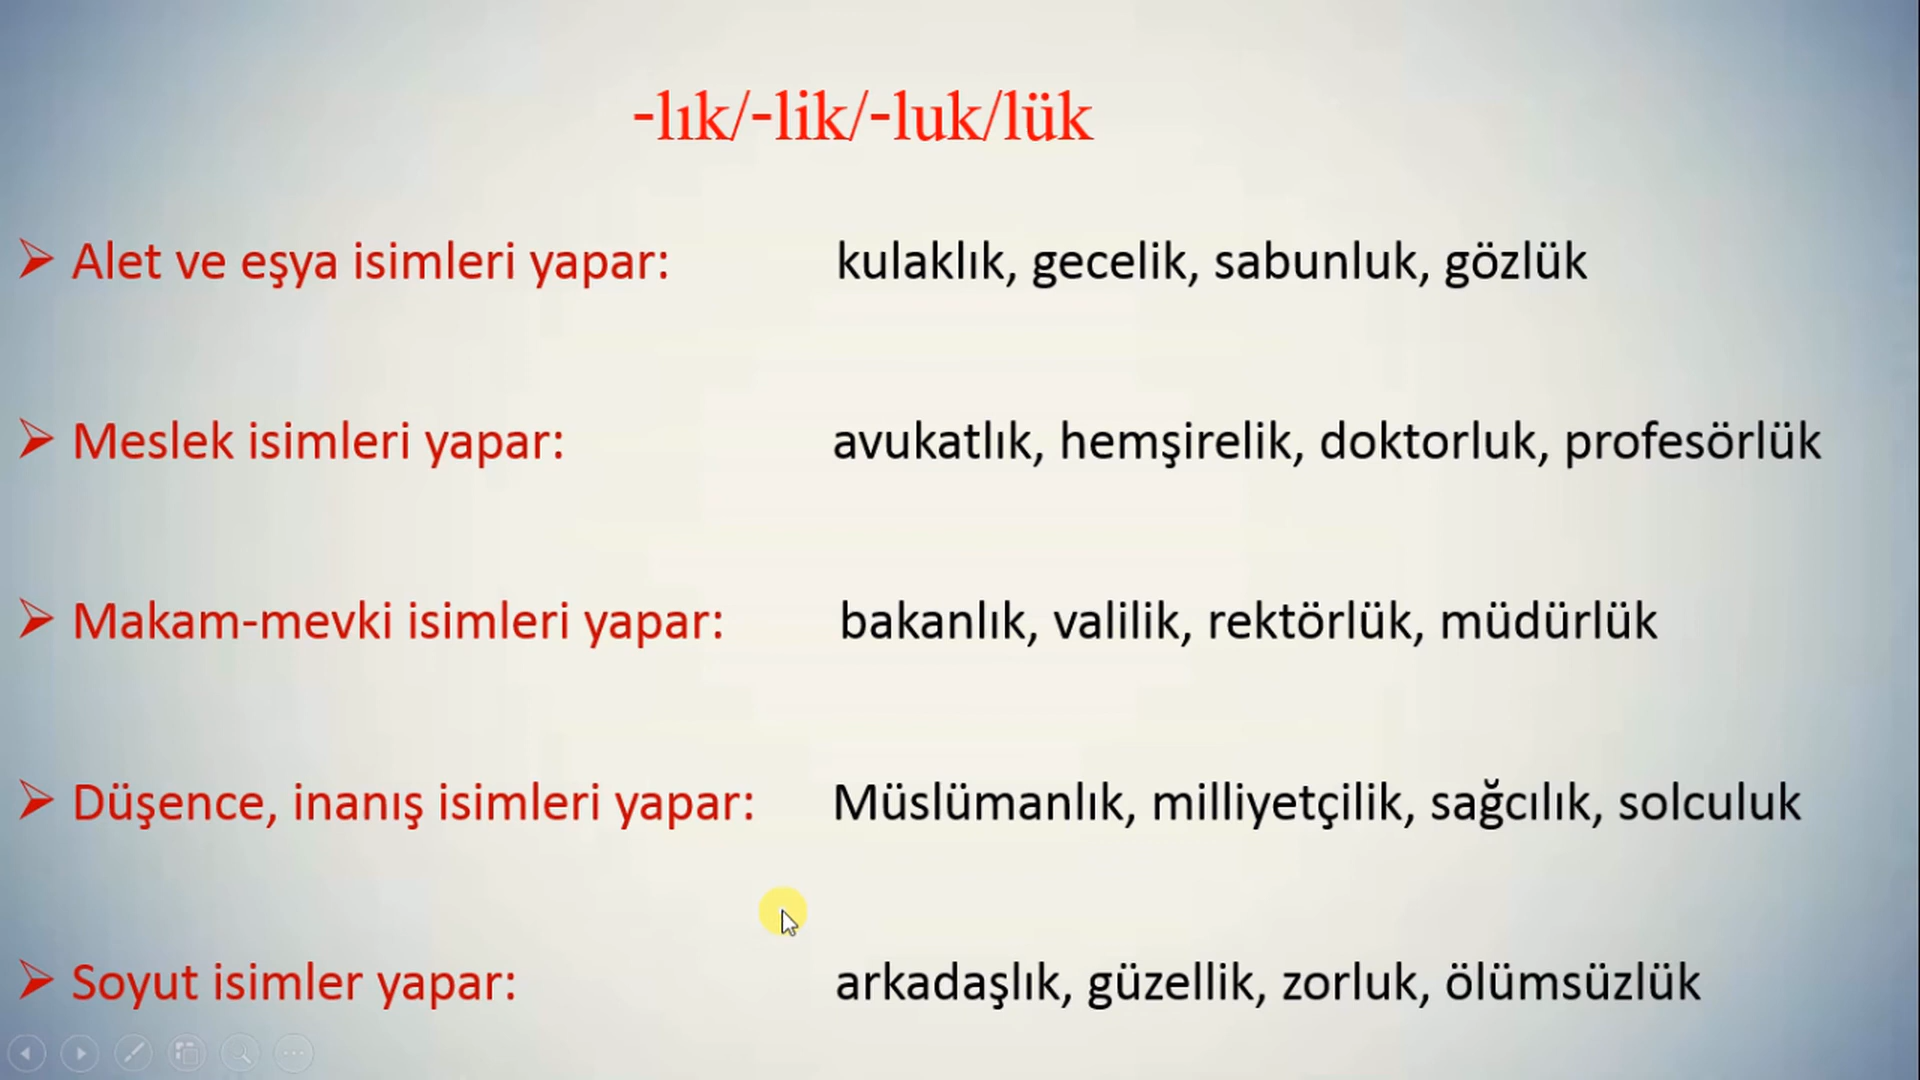 -lık/-lik/-luk/lük
Alet ve eşya isimleri yapar: kulaklık, gecelik, sabunluk, gözlük
Meslek isimleri yapar: avukatlık, hemşirelik, doktorluk, profesörlük
Makam-mevki isimleri yapar: bakanlık, valilik, rektörlük, müdürlük
Düşence, inanış isimleri yapar: Müslümanlık, milliyetçilik, sağcılık, solculuk
Soyut isimler yapar: arkadaşlık, güzellik, zorluk, ölümsüzlük